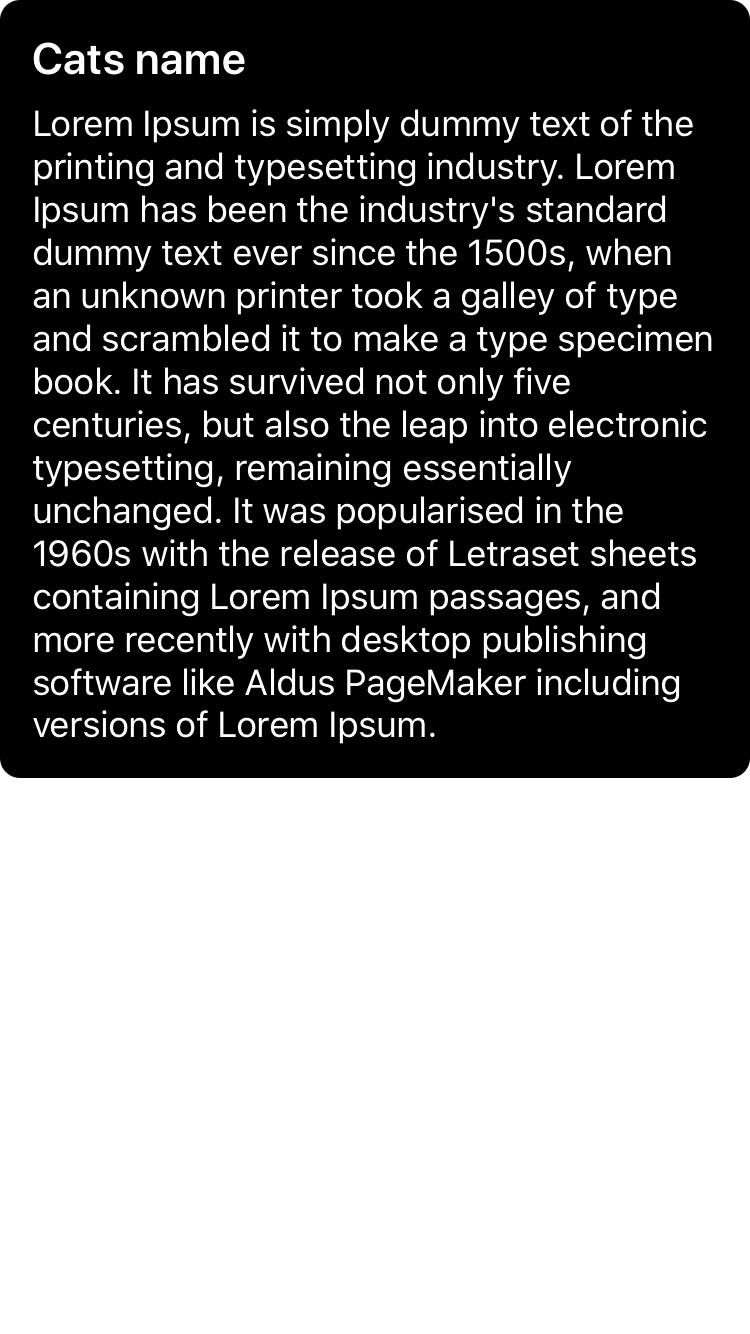 Cats name
Lorem Ipsum is simply dummy text of the
printing and typesetting industry. Lorem
Ipsum has been the industry's standard
dummy text ever since the 1500s, when
an unknown printer took a galley of type
and scrambled it to make a type specimen
book. It has survived not only five
centuries, but also the leap into electronic
typesetting, remaining essentially
unchanged. It was popularised in the
1960s with the release of Letraset sheets
containing Lorem Ipsum passages, and
more recently with desktop publishing
software like Aldus PageMaker including
versions of Lorem Ipsum.